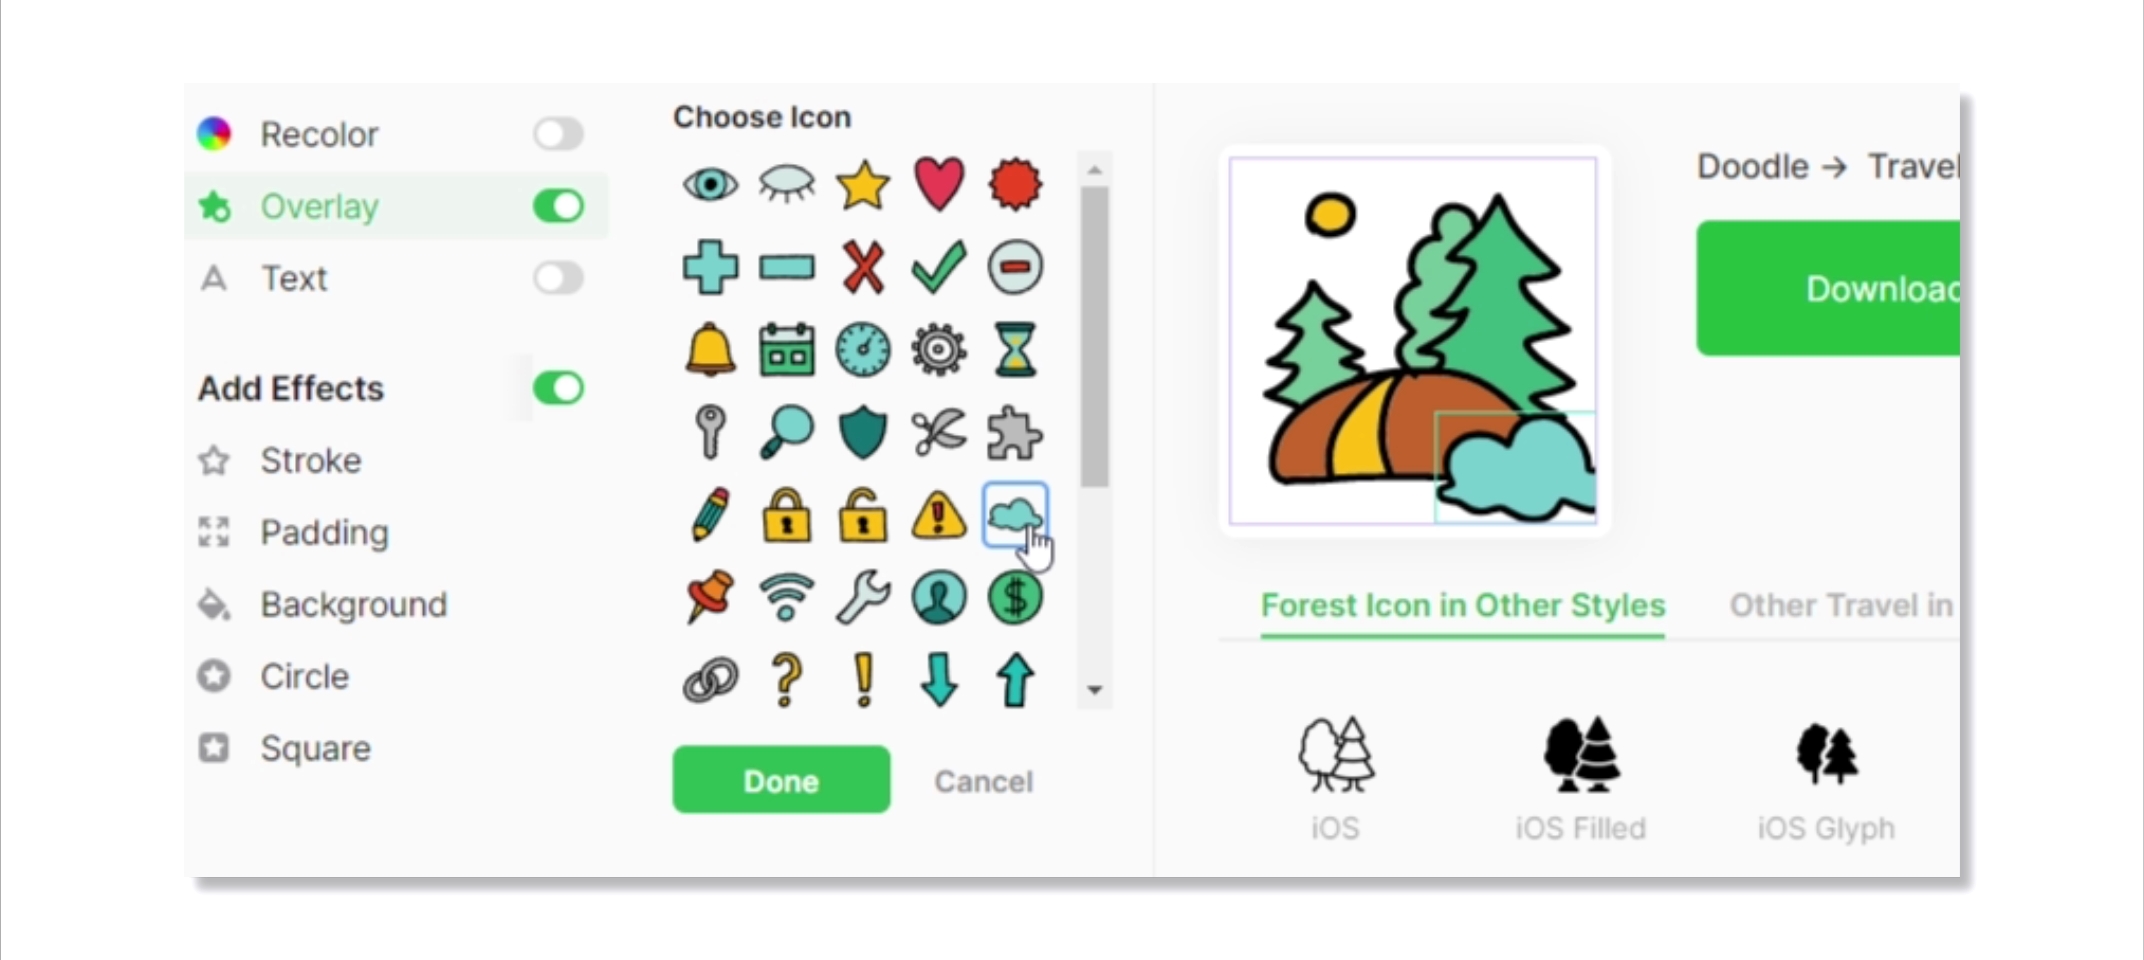 Recolor
Overlay
Text
Add Effects
Stroke
Padding
Background
Circle
Square
Choose Icon
Done
Cancel
Doodle → Travel
Download
Forest Icon in Other Styles
Other Travel in
iOS
iOS Filled
iOS Glyph